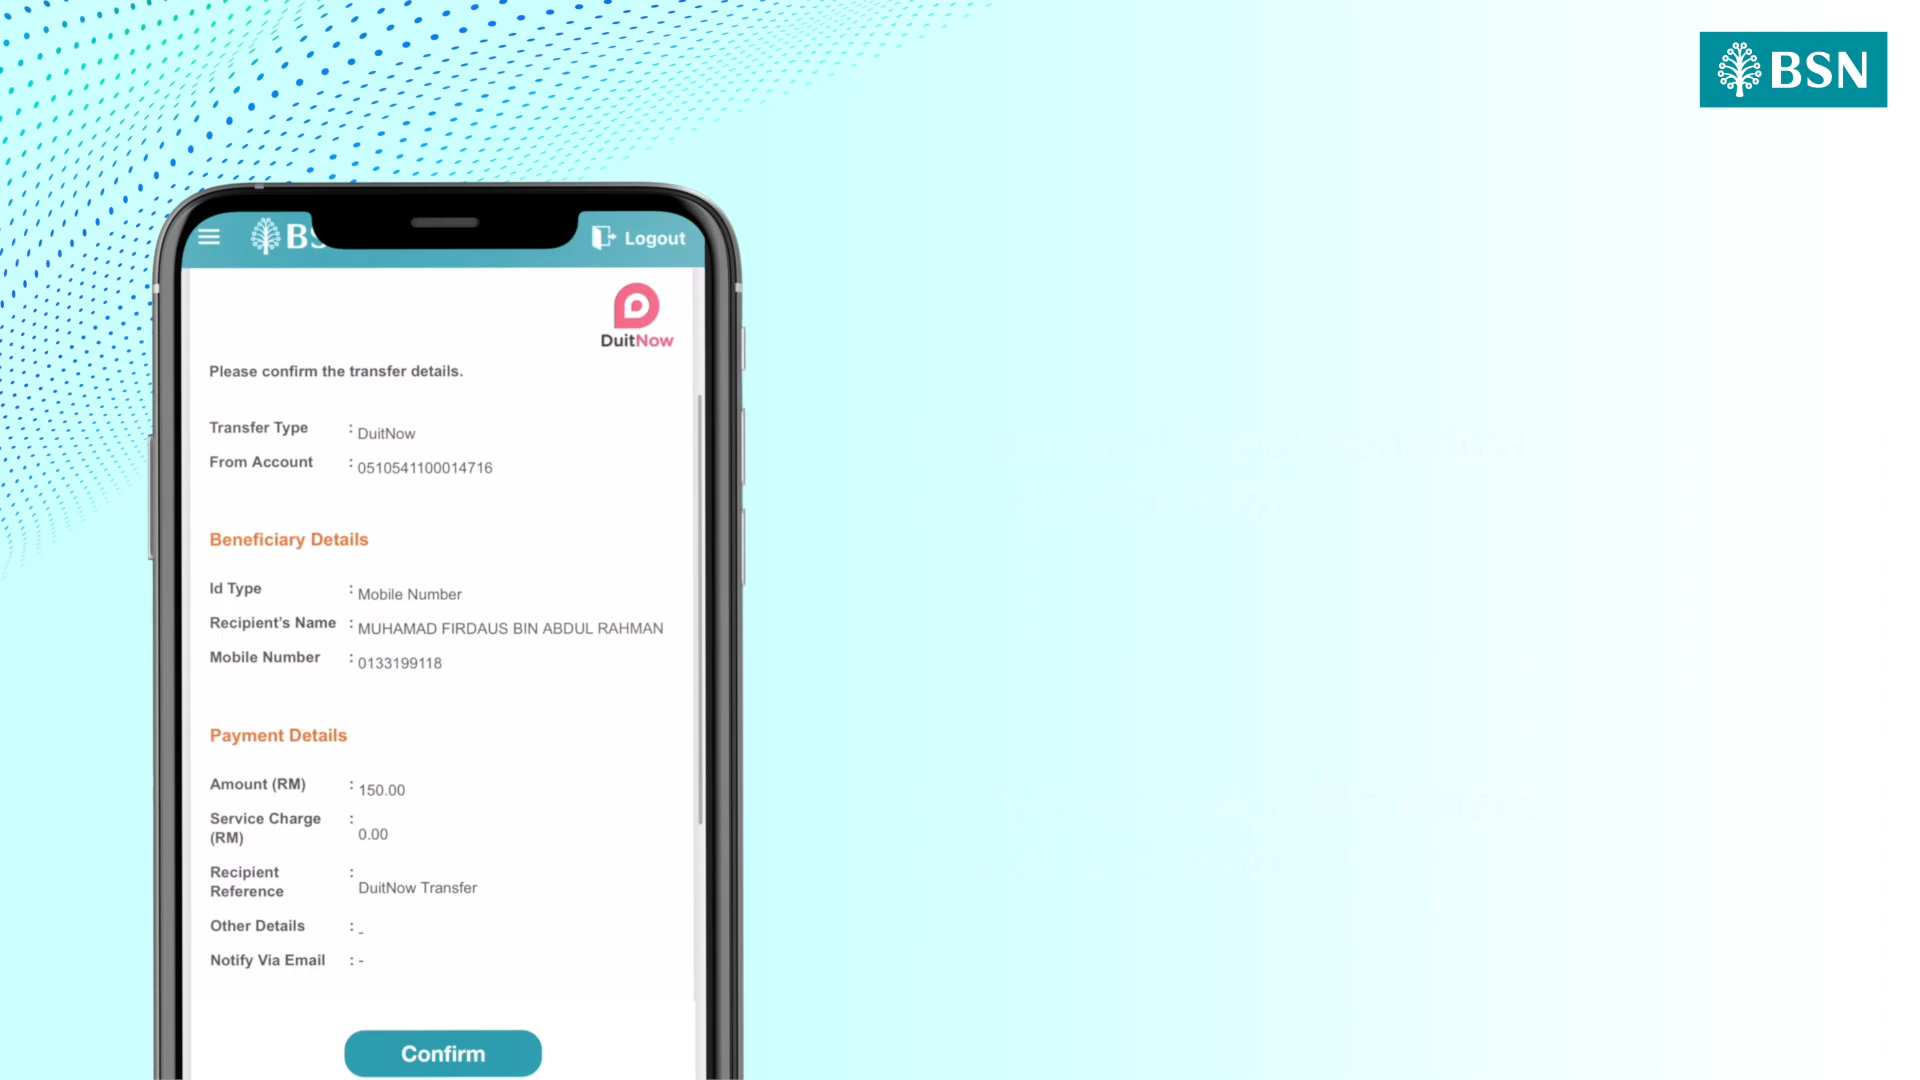 BSN
Logout
DuitNow
Please confirm the transfer details.
Transfer Type : DuitNow
From Account : 0510541100014716
Beneficiary Details
Id Type : Mobile Number
Recipient's Name : MUHAMAD FIRDAUS BIN ABDUL RAHMAN
Mobile Number : 0133199118
Payment Details
Amount (RM) : 150.00
Service Charge :
(RM) 0.00
Recipient :
Reference DuitNow Transfer
Other Details : -
Notify Via Email : -
Confirm